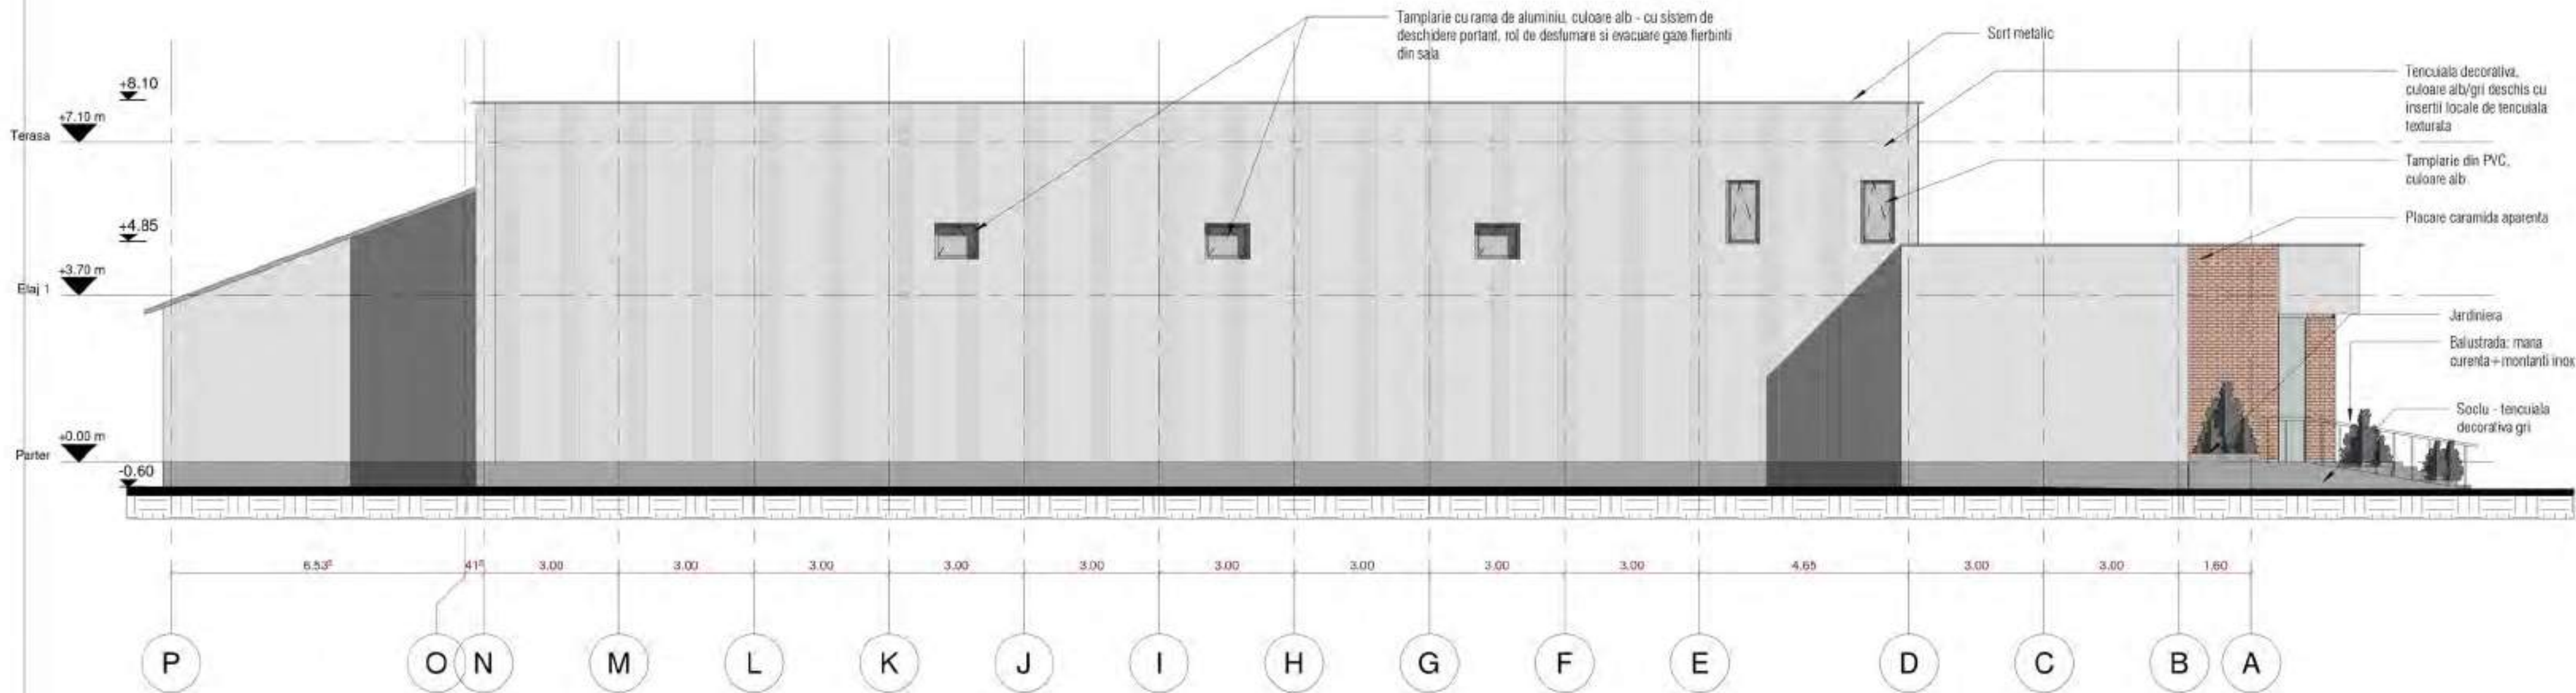 Tamplarie cu rama de aluminiu, culoare alb - cu sistem de
deschidere portant, rol de desfumare si evacuare gaze fierbinti
din sala
Sort metalic
Tencuiala decorativa,
culoare alb/gri deschis cu
insertii locale de tencuiala
texturata
Tamplarie din PVC,
culoare alb
Placare caramida aparenta
Jardiniera
Balustrada: mana
curenta+montanti inox
Soclu - tencuiala
decorativa gri
+8.10
+7.10 m
Terasa
+4.85
+3.70 m
Etaj 1
+0.00 m
Parter
-0.60
6.53⁵ 41⁵ 3.00 3.00 3.00 3.00 3.00 3.00 3.00 3.00 3.00 4.65 3.00 3.00 1.60
P O N M L K J I H G F E D C B A